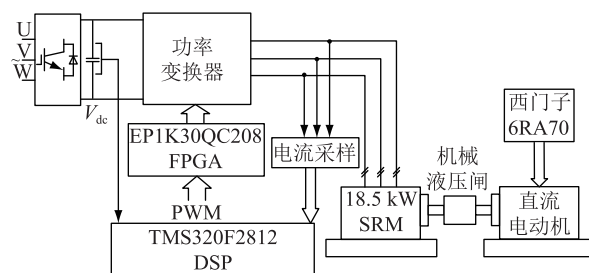 U
V
~
W
V_dc
功率
变换器
EP1K30QC208
FPGA
PWM
TMS320F2812
DSP
电流采样
18.5 kW
SRM
机械
液压闸
西门子
6RA70
直流
电动机